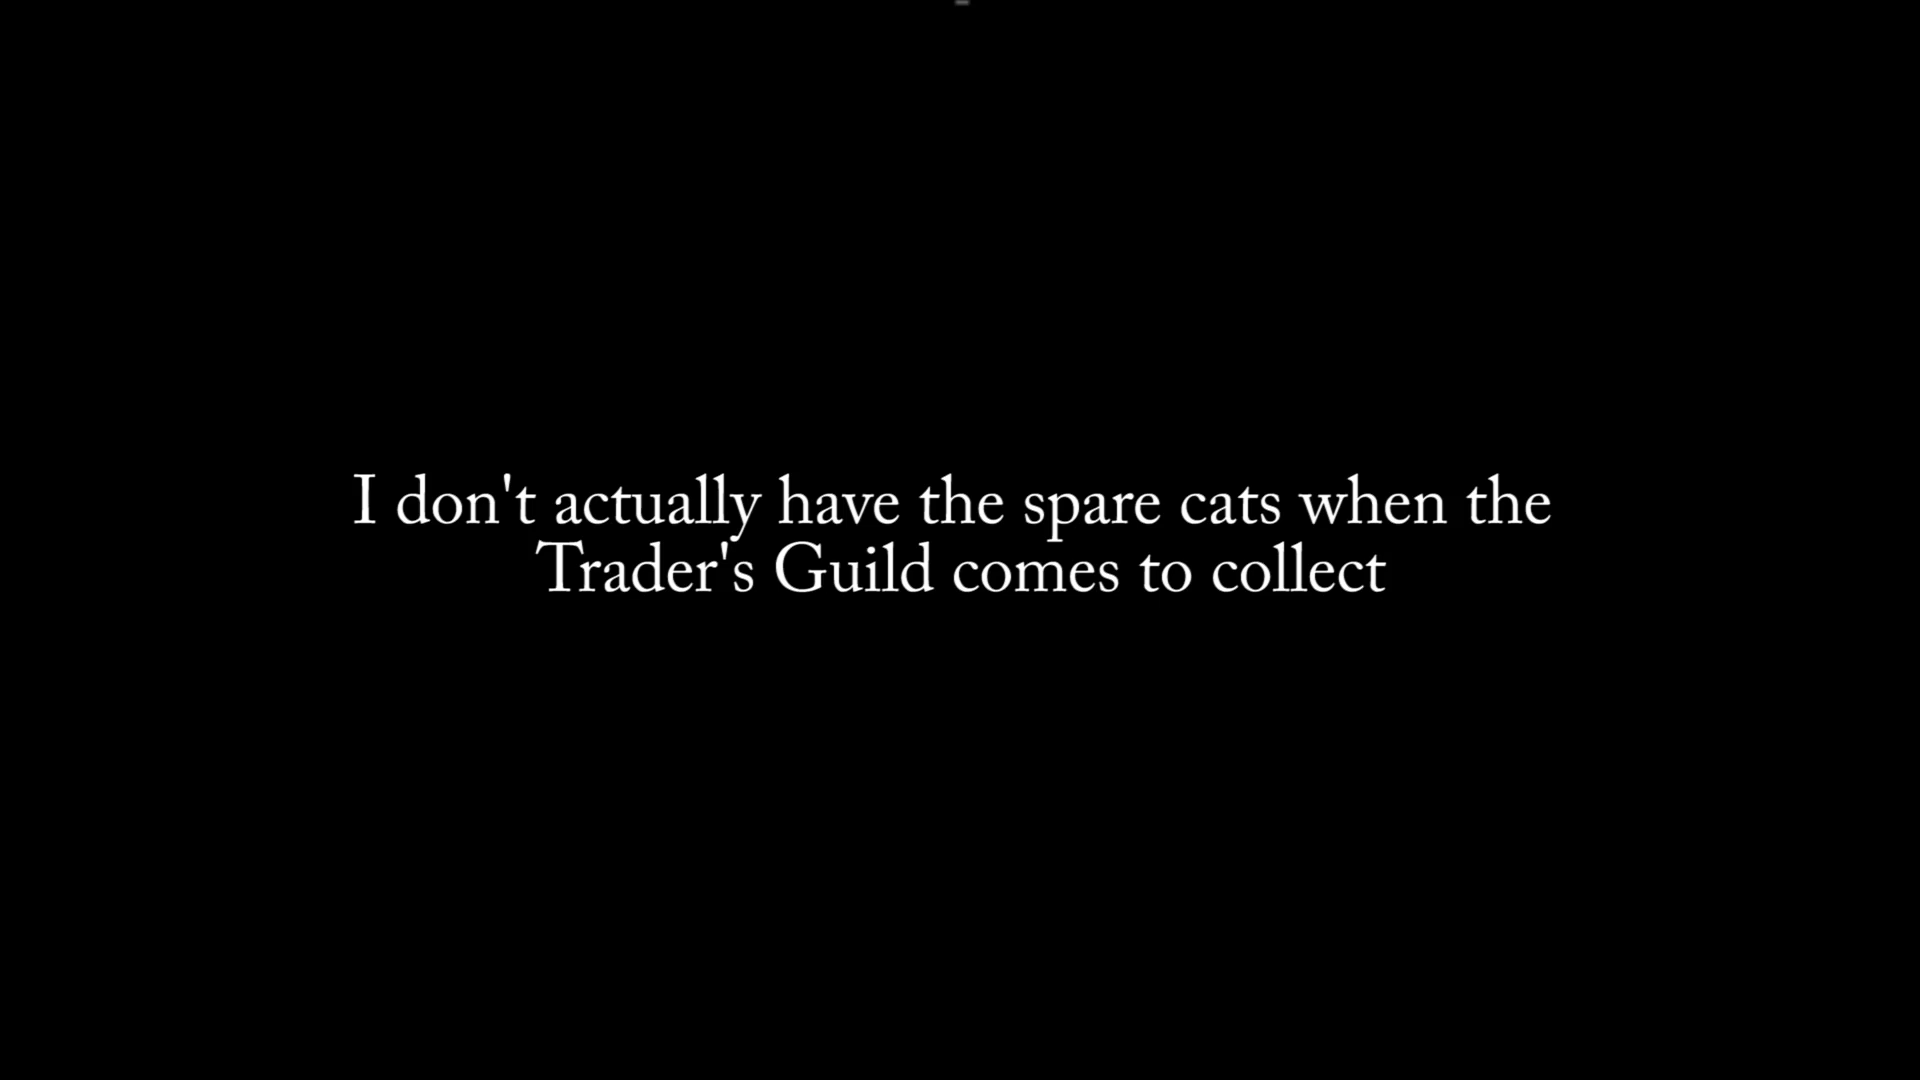 I don't actually have the spare cats when the
Trader's Guild comes to collect